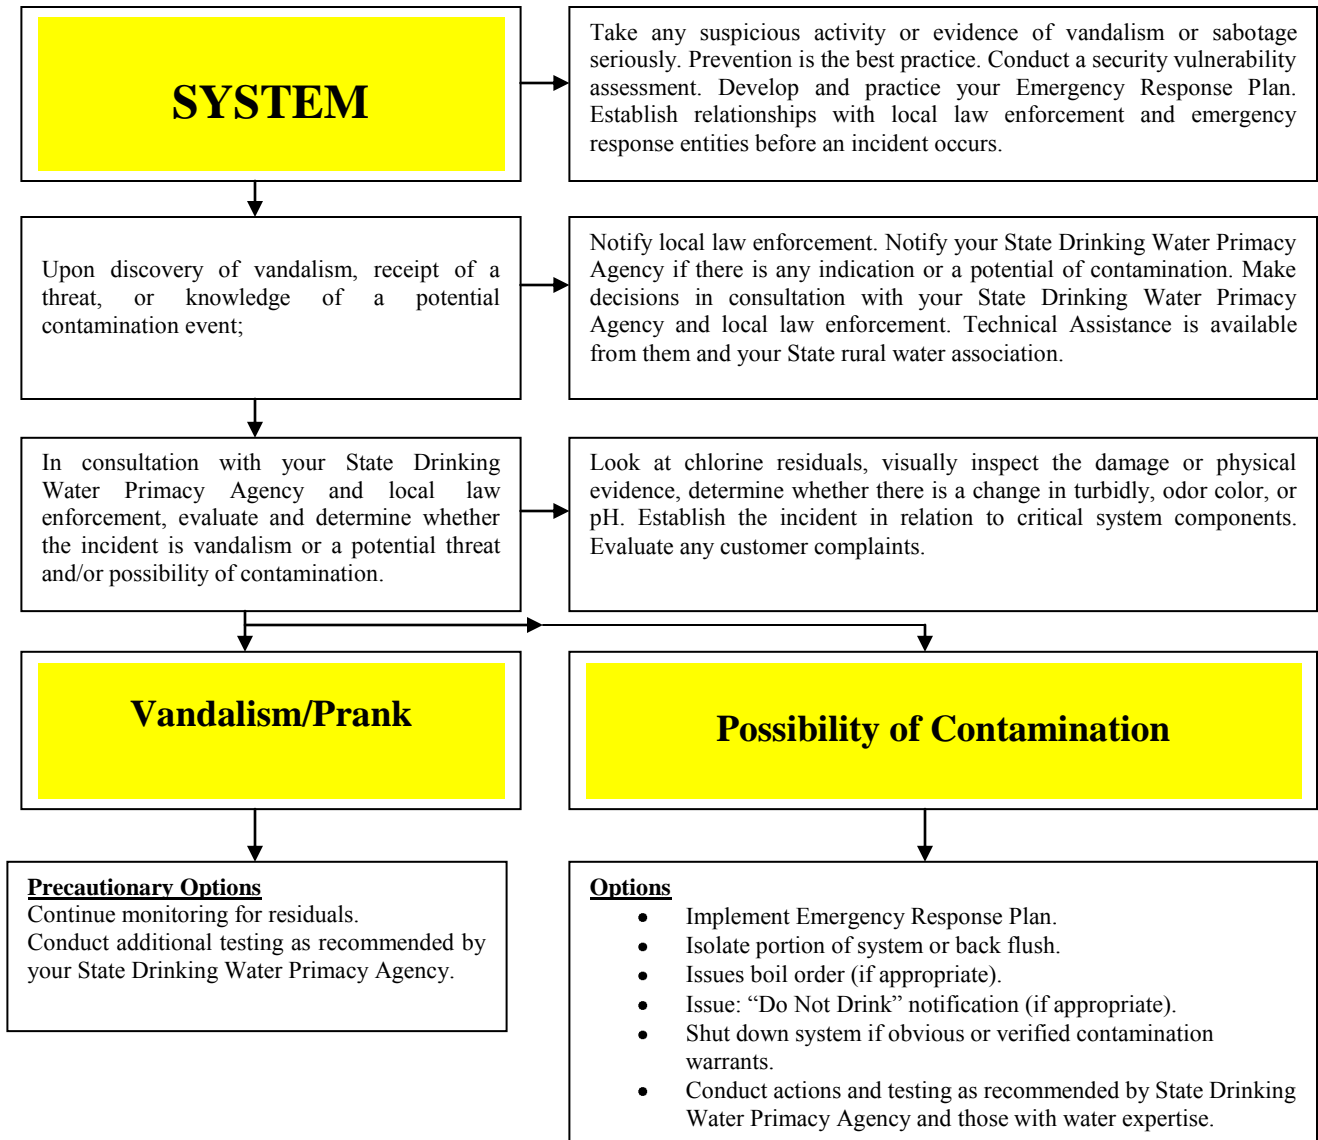 SYSTEM
Take any suspicious activity or evidence of vandalism or sabotage
seriously. Prevention is the best practice. Conduct a security vulnerability
assessment. Develop and practice your Emergency Response Plan.
Establish relationships with local law enforcement and emergency
response entities before an incident occurs.
Upon discovery of vandalism, receipt of a
threat, or knowledge of a potential
contamination event;
Notify local law enforcement. Notify your State Drinking Water Primacy
Agency if there is any indication or a potential of contamination. Make
decisions in consultation with your State Drinking Water Primacy
Agency and local law enforcement. Technical Assistance is available
from them and your State rural water association.
In consultation with your State Drinking
Water Primacy Agency and local law
enforcement, evaluate and determine whether
the incident is vandalism or a potential threat
and/or possibility of contamination.
Look at chlorine residuals, visually inspect the damage or physical
evidence, determine whether there is a change in turbidly, odor color, or
pH. Establish the incident in relation to critical system components.
Evaluate any customer complaints.
Vandalism/Prank
Possibility of Contamination
Precautionary Options
Continue monitoring for residuals.
Conduct additional testing as recommended by
your State Drinking Water Primacy Agency.
Options
• Implement Emergency Response Plan.
• Isolate portion of system or back flush.
• Issues boil order (if appropriate).
• Issue: “Do Not Drink” notification (if appropriate).
• Shut down system if obvious or verified contamination
warrants.
• Conduct actions and testing as recommended by State Drinking
Water Primacy Agency and those with water expertise.